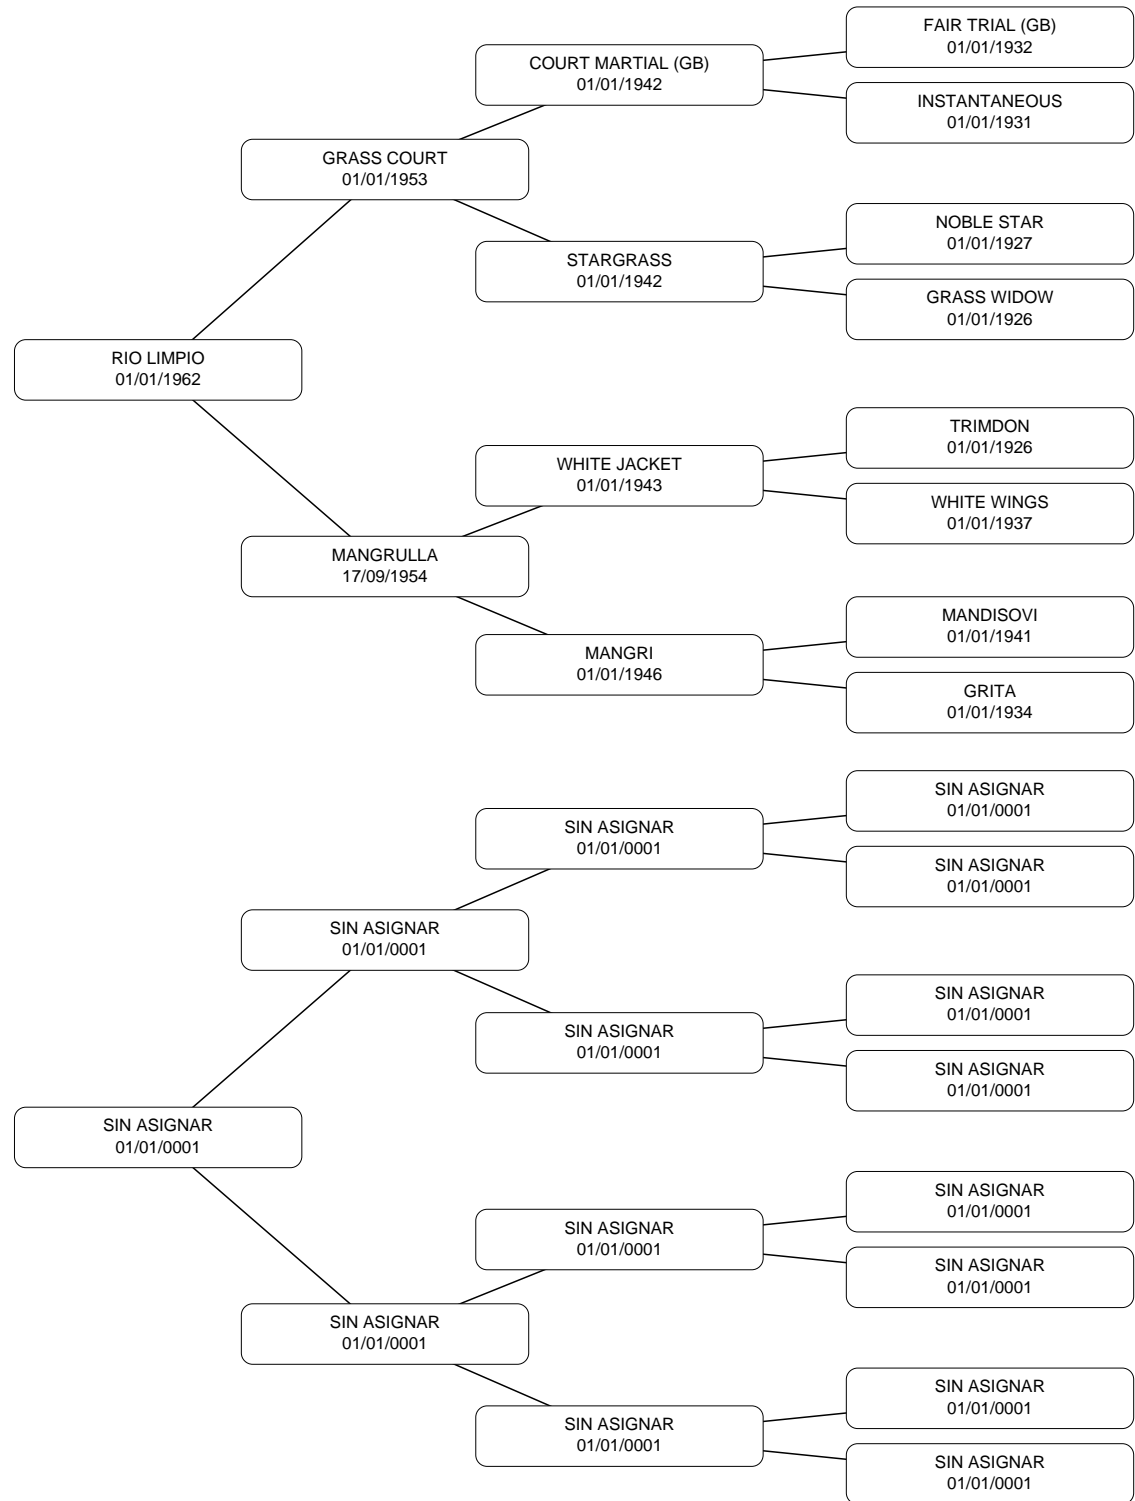 FAIR TRIAL (GB)
01/01/1932
COURT MARTIAL (GB)
01/01/1942
INSTANTANEOUS
01/01/1931
GRASS COURT
01/01/1953
NOBLE STAR
01/01/1927
STARGRASS
01/01/1942
GRASS WIDOW
01/01/1926
RIO LIMPIO
01/01/1962
TRIMDON
01/01/1926
WHITE JACKET
01/01/1943
WHITE WINGS
01/01/1937
MANGRULLA
17/09/1954
MANDISOVI
01/01/1941
MANGRI
01/01/1946
GRITA
01/01/1934
SIN ASIGNAR
01/01/0001
SIN ASIGNAR
01/01/0001
SIN ASIGNAR
01/01/0001
SIN ASIGNAR
01/01/0001
SIN ASIGNAR
01/01/0001
SIN ASIGNAR
01/01/0001
SIN ASIGNAR
01/01/0001
SIN ASIGNAR
01/01/0001
SIN ASIGNAR
01/01/0001
SIN ASIGNAR
01/01/0001
SIN ASIGNAR
01/01/0001
SIN ASIGNAR
01/01/0001
SIN ASIGNAR
01/01/0001
SIN ASIGNAR
01/01/0001
SIN ASIGNAR
01/01/0001